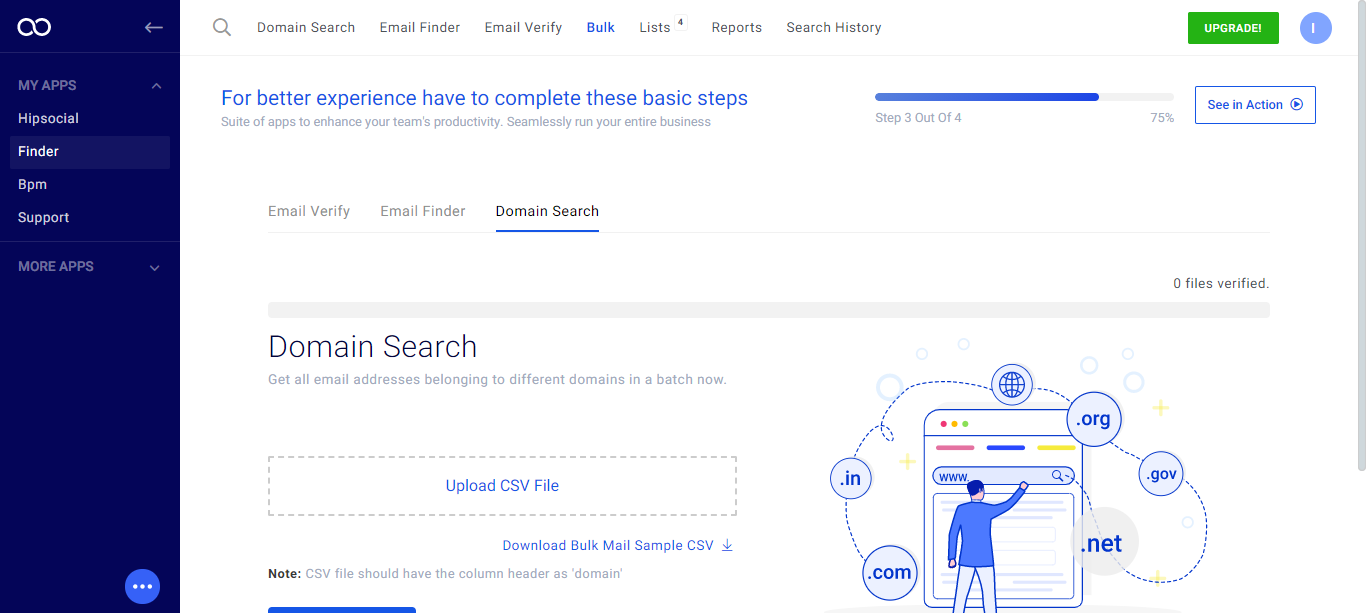 Domain Search Email Finder Email Verify Bulk Lists 4 Reports Search History UPGRADE! I
MY APPS
Hipsocial
Finder
Bpm
Support
MORE APPS
For better experience have to complete these basic steps
Suite of apps to enhance your team's productivity. Seamlessly run your entire business
Step 3 Out Of 4 75%
See in Action
Email Verify Email Finder Domain Search
0 files verified.
Domain Search
Get all email addresses belonging to different domains in a batch now.
Upload CSV File
Download Bulk Mail Sample CSV
Note: CSV file should have the column header as 'domain'
.org
.in
www.
.gov
.net
.com